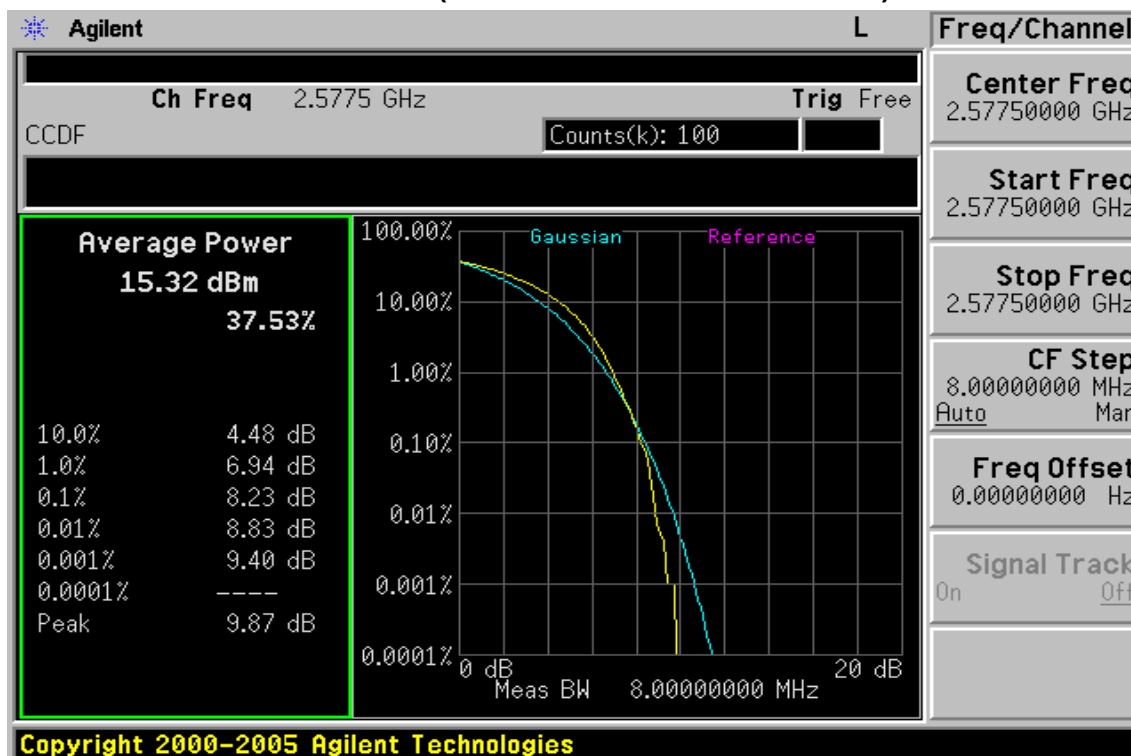 Agilent L
Freq/Channel
Ch Freq 2.5775 GHz Trig Free
CCDF Counts(k): 100
Average Power
15.32 dBm
37.53%
10.0% 4.48 dB
1.0% 6.94 dB
0.1% 8.23 dB
0.01% 8.83 dB
0.001% 9.40 dB
0.0001% ----
Peak 9.87 dB
Gaussian Reference
100.00%
10.00%
1.00%
0.10%
0.01%
0.001%
0.0001%
0 dB 20 dB
Meas BW 8.00000000 MHz
Center Freq
2.57750000 GHz
Start Freq
2.57750000 GHz
Stop Freq
2.57750000 GHz
CF Step
8.00000000 MHz
Auto Man
Freq Offset
0.00000000 Hz
Signal Track
On Off
Copyright 2000-2005 Agilent Technologies